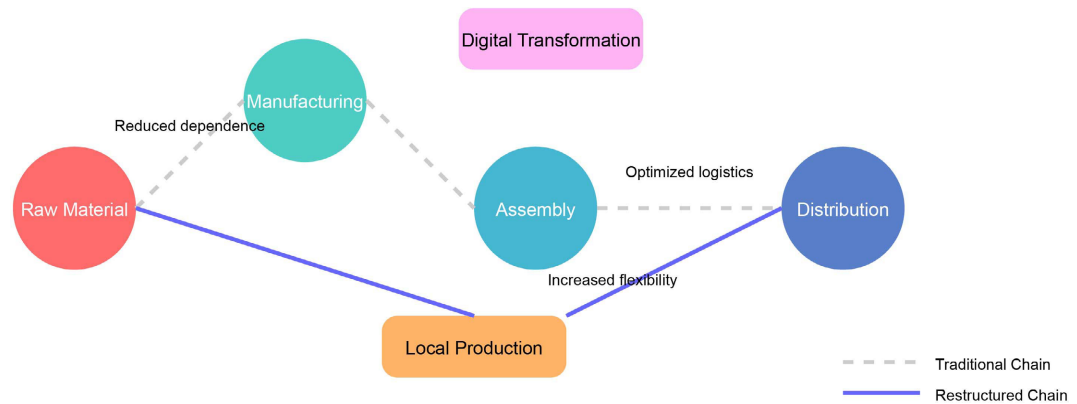 Digital Transformation
Manufacturing
Reduced dependence
Optimized logistics
Raw Material
Assembly
Distribution
Increased flexibility
Local Production
Traditional Chain
Restructured Chain